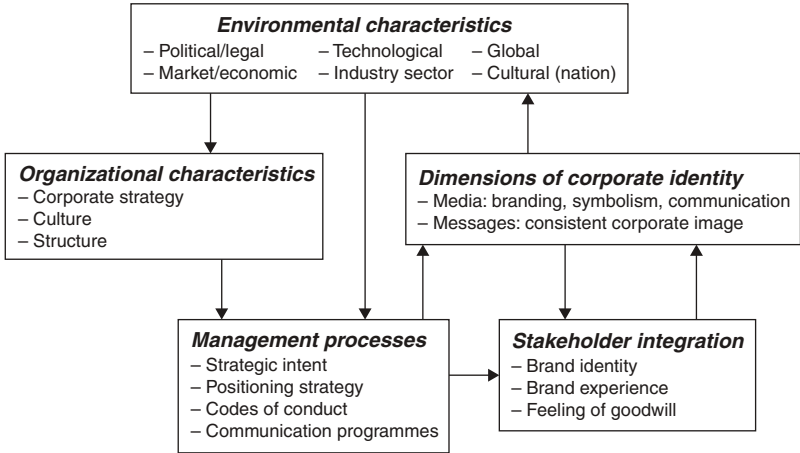 Environmental characteristics
– Political/legal – Technological – Global
– Market/economic – Industry sector – Cultural (nation)
Organizational characteristics
– Corporate strategy
– Culture
– Structure
Dimensions of corporate identity
– Media: branding, symbolism, communication
– Messages: consistent corporate image
Management processes
– Strategic intent
– Positioning strategy
– Codes of conduct
– Communication programmes
Stakeholder integration
– Brand identity
– Brand experience
– Feeling of goodwill